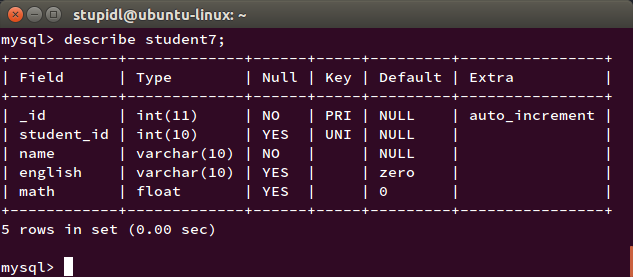 stupidl@ubuntu-linux: ~
mysql> describe student7;
+------------+-------------+------+-----+---------+----------------+
| Field      | Type        | Null | Key | Default | Extra          |
+------------+-------------+------+-----+---------+----------------+
| _id        | int(11)     | NO   | PRI | NULL    | auto_increment |
| student_id | int(10)     | YES  | UNI | NULL    |                |
| name       | varchar(10) | NO   |     | NULL    |                |
| english    | varchar(10) | YES  |     | zero    |                |
| math       | float       | YES  |     | 0       |                |
+------------+-------------+------+-----+---------+----------------+
5 rows in set (0.00 sec)
mysql>